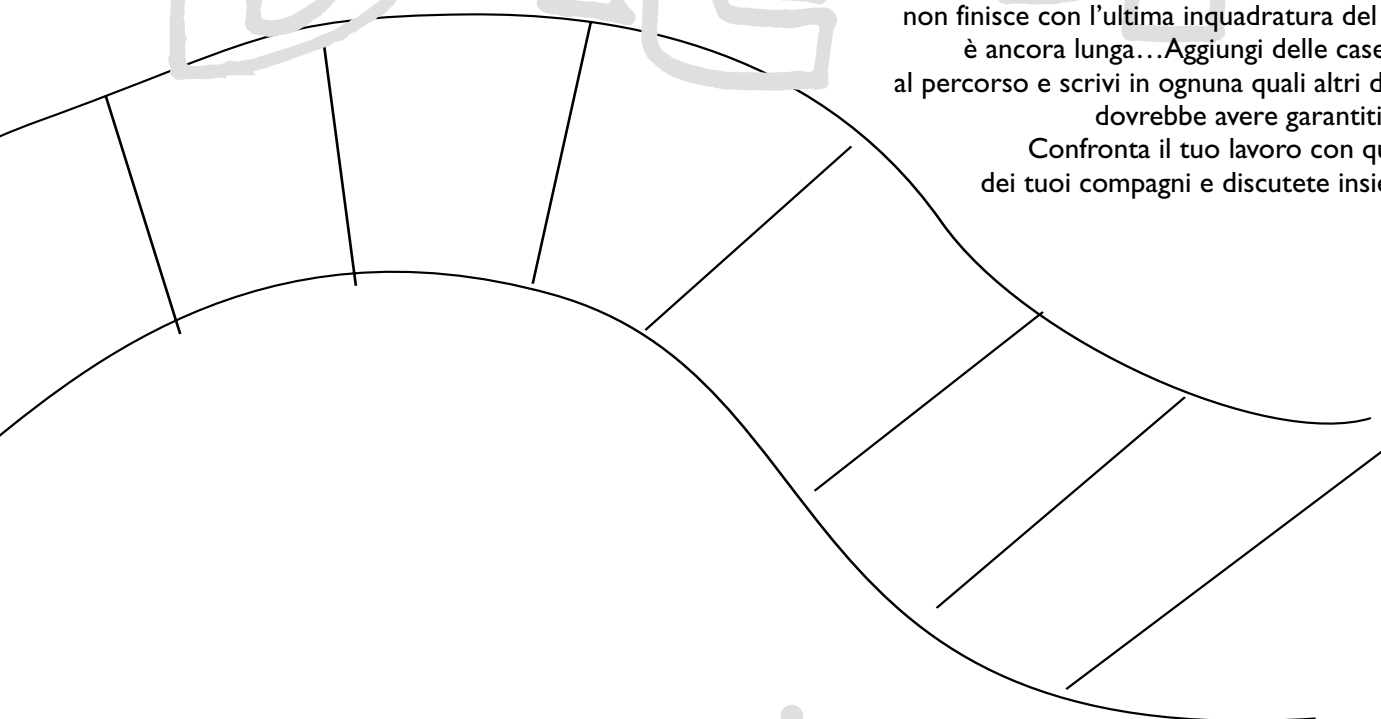 non finisce con l’ultima inquadratura del
è ancora lunga…Aggiungi delle case
al percorso e scrivi in ognuna quali altri d
dovrebbe avere garantiti
Confronta il tuo lavoro con qu
dei tuoi compagni e discutete insie